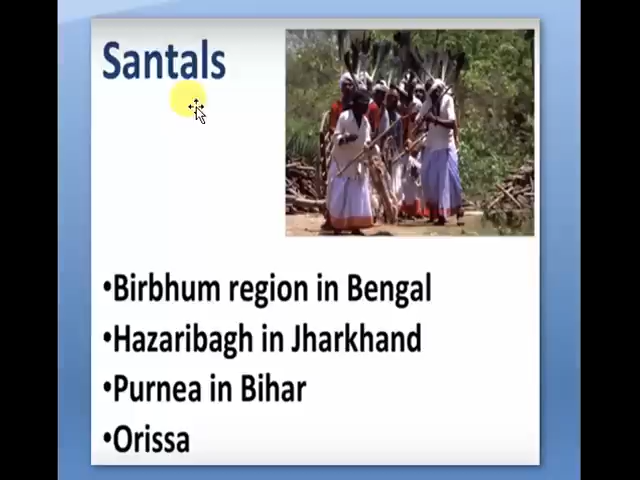 Santals
•Birbhum region in Bengal
•Hazaribagh in Jharkhand
•Purnea in Bihar
•Orissa